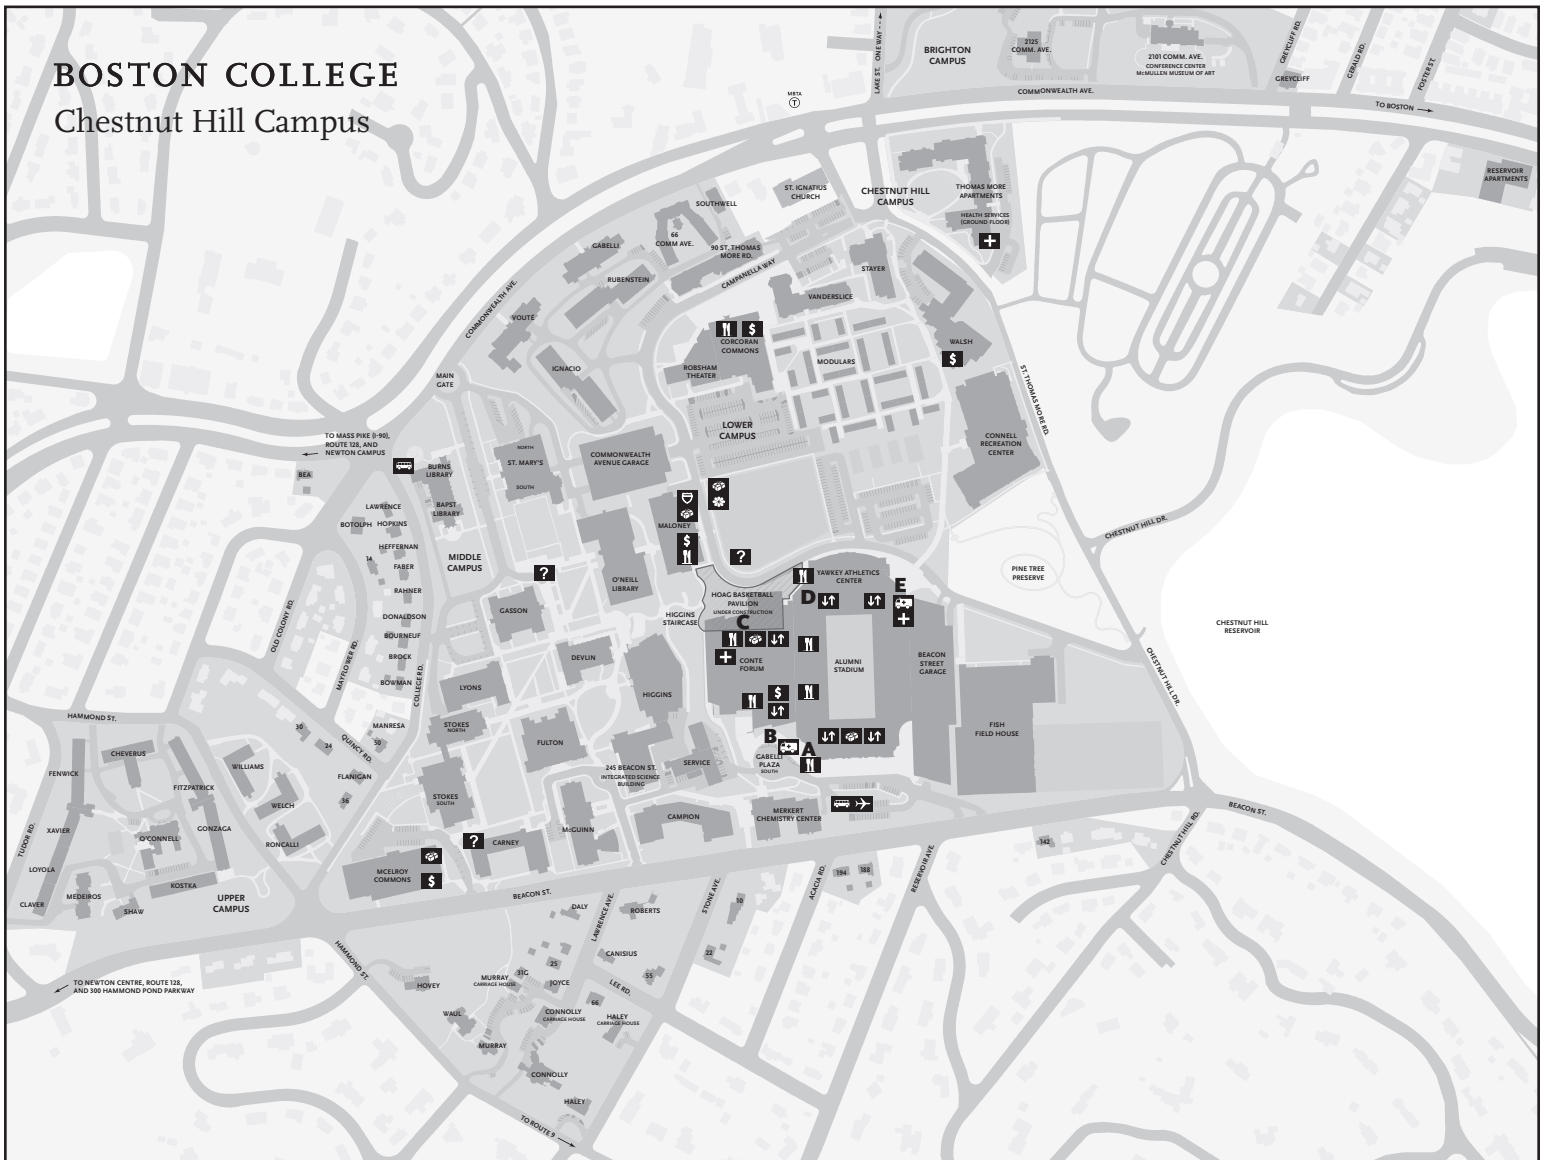 BOSTON COLLEGE
Chestnut Hill Campus
MBTA
T
LAKE ST.
ONE WAY
BRIGHTON
CAMPUS
2125
COMM. AVE.
2101 COMM. AVE.
CONFERENCE CENTER
McMULLEN MUSEUM OF ART
GREYCLIFF RD.
GREYCLIFF
GERALD RD.
FOSTER ST.
COMMONWEALTH AVE.
TO BOSTON
RESERVOIR
APARTMENTS
ST. IGNATIUS
CHURCH
CHESTNUT HILL
CAMPUS
THOMAS MORE
APARTMENTS
HEALTH SERVICES
(GROUND FLOOR)
SOUTHWELL
66
COMM AVE.
GABELLI
90 ST. THOMAS
MORE RD.
CAMPANELLA WAY
RUBENSTEIN
STAYER
VANDERSLICE
COMMONWEALTH AVE.
VOUTÉ
$
CORCORAN
COMMONS
WALSH
$
MODULARS
IGNACIO
ROBSHAM
THEATER
MAIN
GATE
ST. THOMAS MORE RD.
LOWER
CAMPUS
TO MASS PIKE (I-90),
ROUTE 128, AND
NEWTON CAMPUS
BEA
BURNS
LIBRARY
NORTH
ST. MARY'S
SOUTH
COMMONWEALTH
AVENUE GARAGE
CONNELL
RECREATION
CENTER
LAWRENCE
BOTOLPH
HOPKINS
BAPST
LIBRARY
MALONEY
$
CHESTNUT HILL DR.
HEFFERNAN
14
FABER
MIDDLE
CAMPUS
?
?
O'NEILL
LIBRARY
YAWKEY ATHLETICS
CENTER
PINE TREE
PRESERVE
RAHNER
HOAG BASKETBALL
PAVILION
UNDER CONSTRUCTION
C
D
E
GASSON
HIGGINS
STAIRCASE
DONALDSON
OLD COLONY RD.
MAYFLOWER RD.
BOURNEUF
BROCK
BOWMAN
COLLEGE RD.
CHESTNUT HILL
RESERVOIR
DEVLIN
CONTE
FORUM
ALUMNI
STADIUM
BEACON
STREET
GARAGE
CHESTNUT HILL DR.
LYONS
HIGGINS
$
HAMMOND ST.
30
24
QUINCY RD.
MANRESA
50
STOKES
NORTH
FULTON
FISH
FIELD HOUSE
CHEVERUS
B
A
GABELLI
PLAZA
SOUTH
FENWICK
WILLIAMS
FLANIGAN
245 BEACON ST.
INTEGRATED SCIENCE
BUILDING
SERVICE
FITZPATRICK
36
STOKES
SOUTH
WELCH
TUDOR RD.
XAVIER
O'CONNELL
GONZAGA
RONCALLI
?
CARNEY
McGUINN
CAMPION
MERKERT
CHEMISTRY CENTER
BEACON ST.
CHESTNUT HILL RD.
142
LOYOLA
MCELROY
COMMONS
$
KOSTKA
MEDEIROS
CLAVER
SHAW
UPPER
CAMPUS
BEACON ST.
194
188
ACACIA RD.
RESERVOIR AVE.
STONE AVE.
10
DALY
LAWRENCE AVE.
ROBERTS
HAMMOND ST.
22
CANISIUS
25
31G
55
TO NEWTON CENTRE, ROUTE 128,
AND 300 HAMMOND POND PARKWAY
HOVEY
MURRAY
CARRIAGE HOUSE
JOYCE
LEE RD.
66
WAUL
CONNOLLY
CARRIAGE HOUSE
HALEY
CARRIAGE HOUSE
MURRAY
CONNOLLY
HALEY
TO ROUTE 9